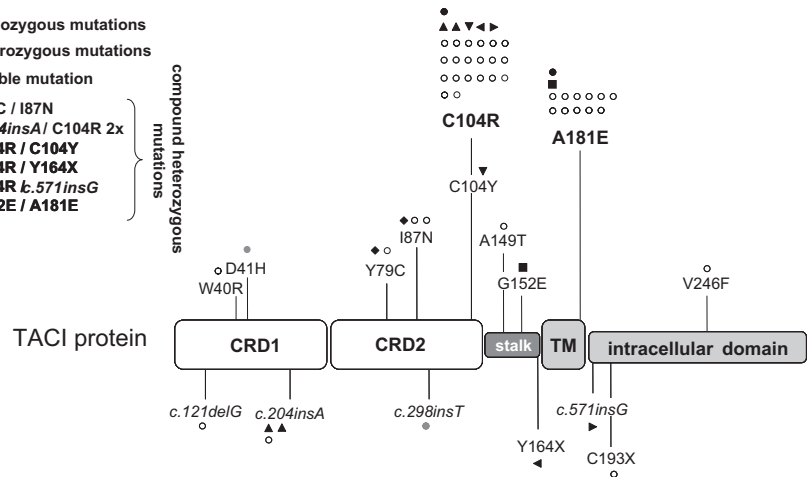 ozygous mutations
rozygous mutations
ble mutation
C / I87N
4insA / C104R 2x
4R / C104Y
4R / Y164X
4R / c.571insG
2E / A181E
compound heterozygous
mutations
C104R
A181E
C104Y
I87N
A149T
D41H
Y79C
G152E
V246F
W40R
TACI protein
CRD1
CRD2
stalk
TM
intracellular domain
c.121delG
c.204insA
c.298insT
c.571insG
Y164X
C193X